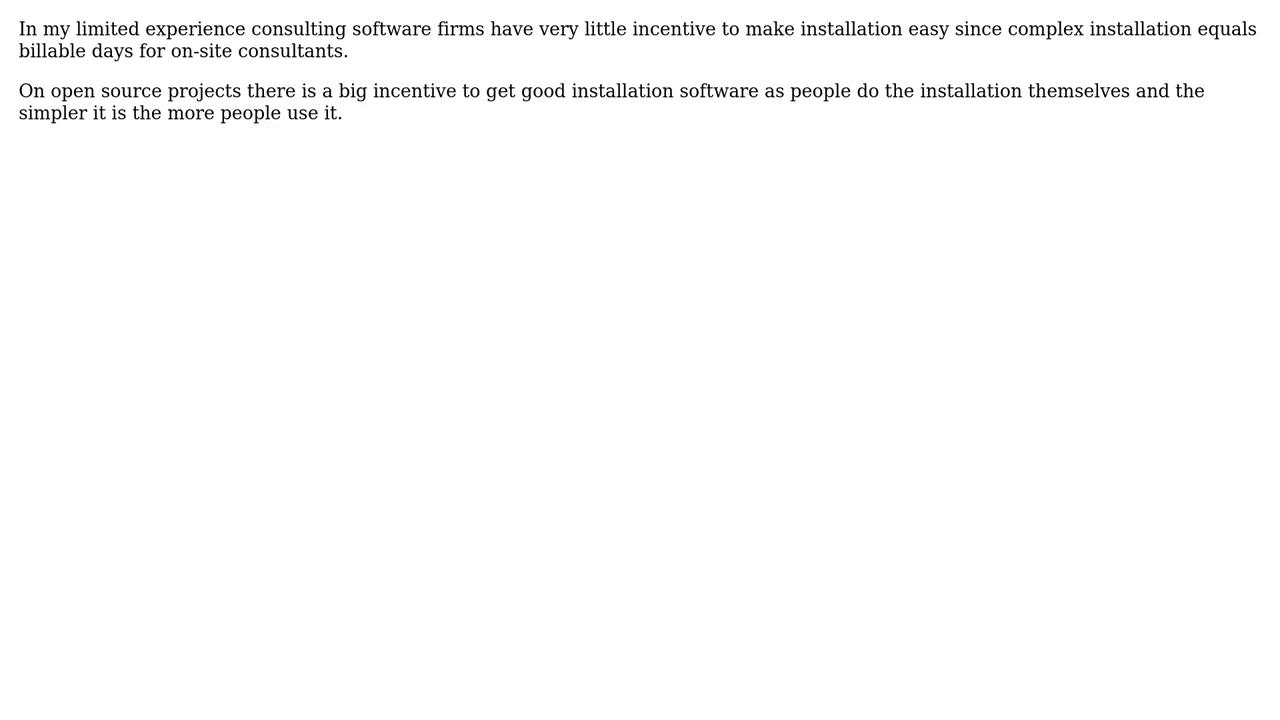 In my limited experience consulting software firms have very little incentive to make installation easy since complex installation equals
billable days for on-site consultants.
On open source projects there is a big incentive to get good installation software as people do the installation themselves and the
simpler it is the more people use it.